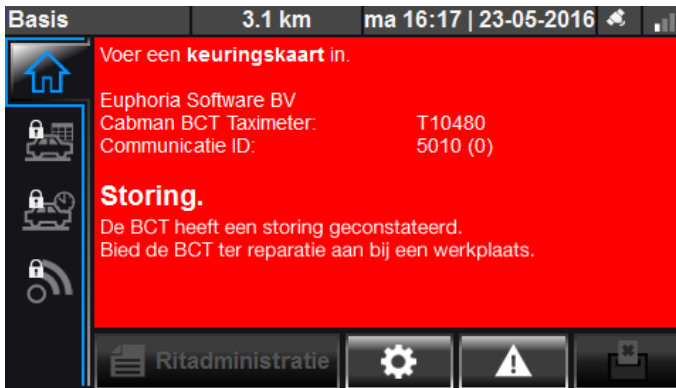 Basis 3.1 km ma 16:17 | 23-05-2016
Voer een keuringskaart in.
Euphoria Software BV
Cabman BCT Taximeter: T10480
Communicatie ID: 5010 (0)
Storing.
De BCT heeft een storing geconstateerd.
Bied de BCT ter reparatie aan bij een werkplaats.
Ritadministratie